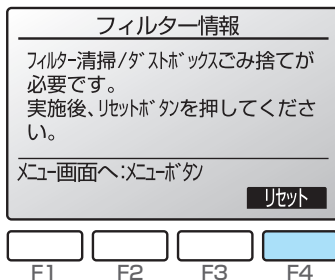 フィルター情報
ﾌｨﾙﾀｰ清掃/ﾀﾞｽﾄﾎﾞｯｸｽごみ捨てが
必要です。
実施後、ﾘｾｯﾄﾎﾞﾀﾝを押してくださ
い。
ﾒﾆｭｰ画面へ:ﾒﾆｭｰﾎﾞﾀﾝ
ﾘｾｯﾄ
F1 F2 F3 F4